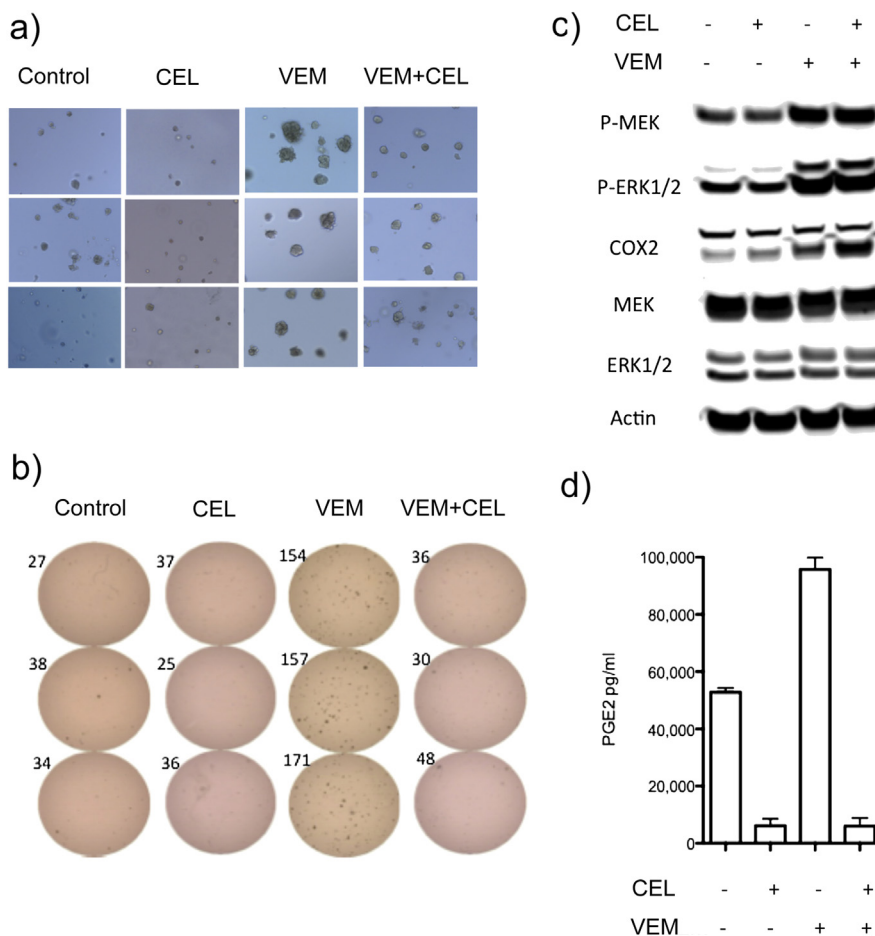 a)
Control CEL VEM VEM+CEL
b)
Control CEL VEM VEM+CEL
27 37 154 36
38 25 157 30
34 36 171 48
c)
CEL - + - +
VEM - - + +
P-MEK
P-ERK1/2
COX2
MEK
ERK1/2
Actin
d)
PGE2 pg/ml
100,000
80,000
60,000
40,000
20,000
0
CEL - + - +
VEM - - + +